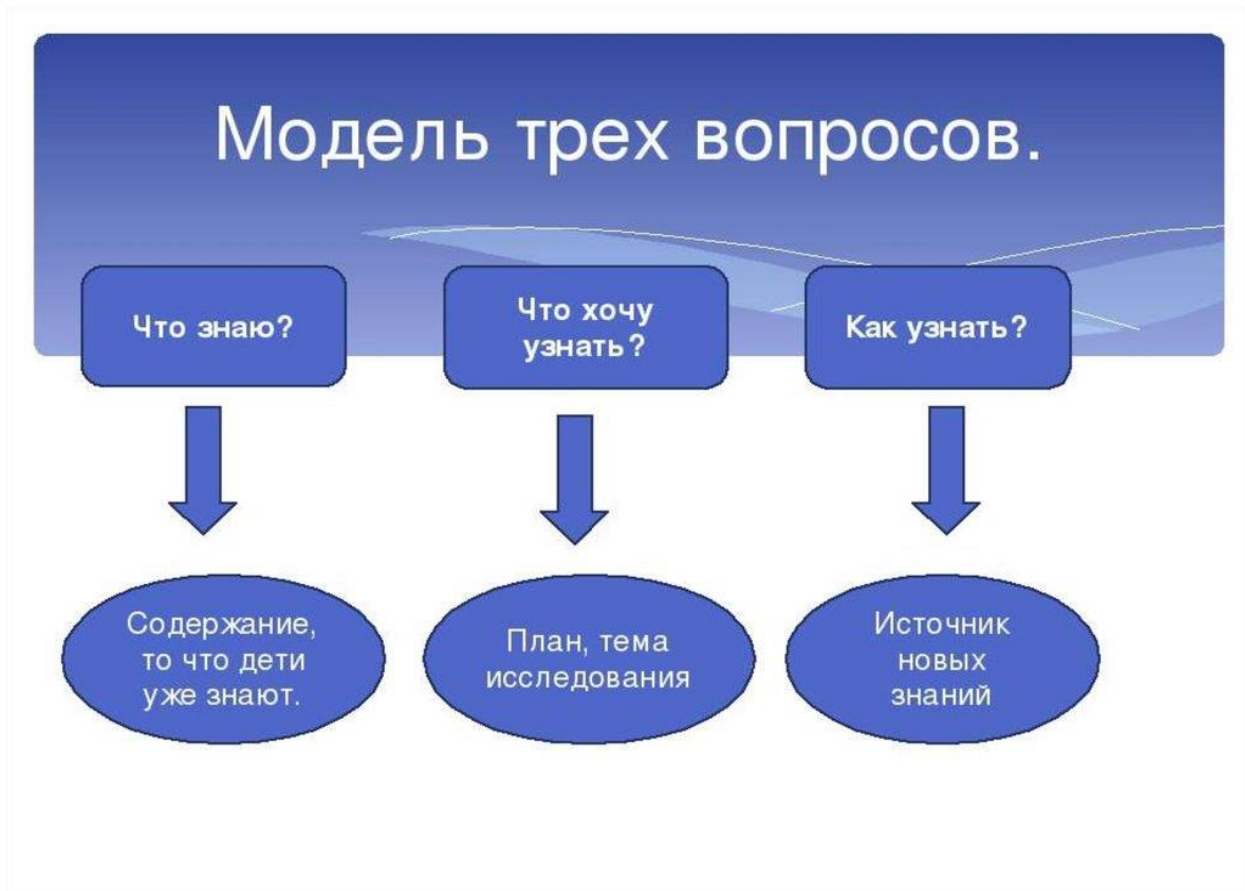 Модель трех вопросов.
Что знаю?
Что хочу
узнать?
Как узнать?
Содержание,
то что дети
уже знают.
План, тема
исследования
Источник
новых
знаний